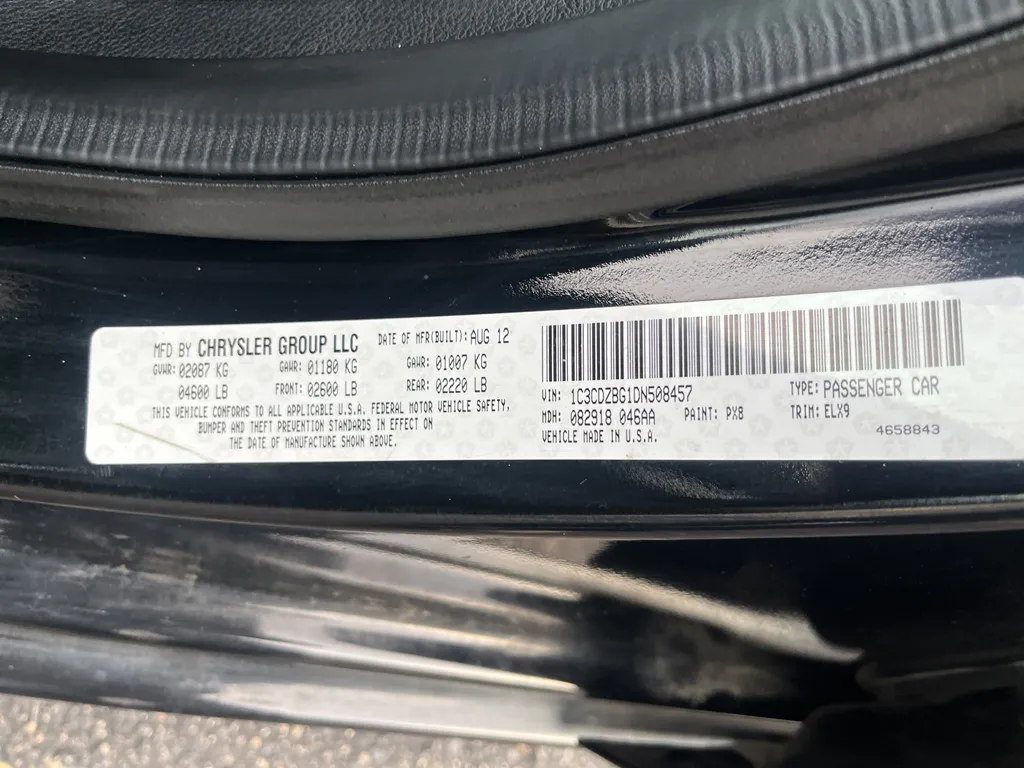 MFD BY CHRYSLER GROUP LLC DATE OF MFR(BUILT): AUG 12
GVWR: 02087 KG GAWR: 01180 KG GAWR: 01007 KG
04600 LB FRONT: 02600 LB REAR: 02220 LB
THIS VEHICLE CONFORMS TO ALL APPLICABLE U.S.A. FEDERAL MOTOR VEHICLE SAFETY,
BUMPER AND THEFT PREVENTION STANDARDS IN EFFECT ON
THE DATE OF MANUFACTURE SHOWN ABOVE.
VIN: 1C3CDZBG1DN508457 TYPE: PASSENGER CAR
MDH: 082918 046AA PAINT: PX8 TRIM: ELX9
VEHICLE MADE IN U.S.A. 4658843